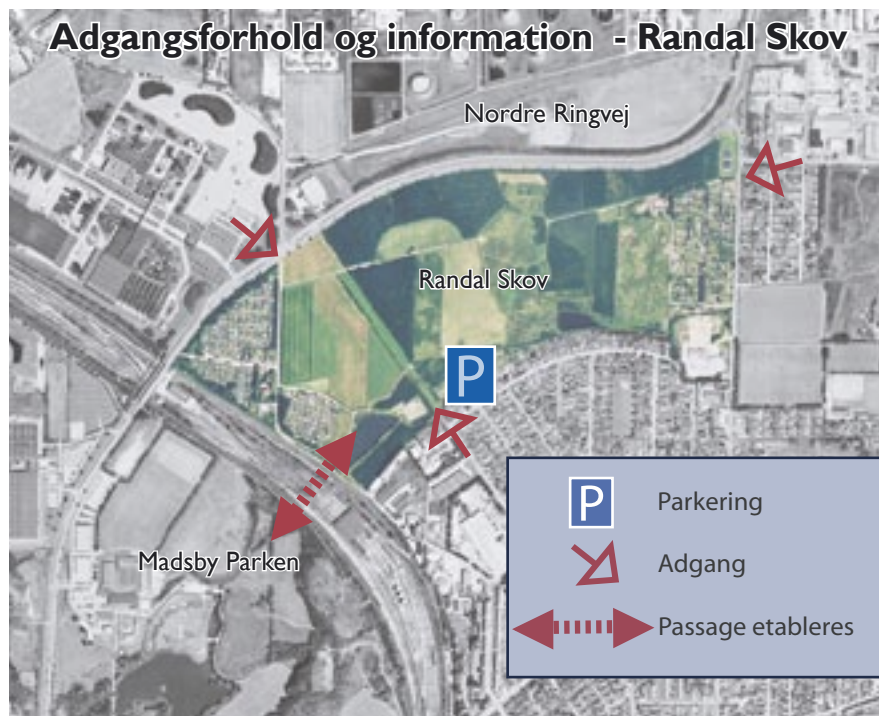 Adgangsforhold og information - Randal Skov
Nordre Ringvej
Randal Skov
P
Madsby Parken
P Parkering
Adgang
Passage etableres